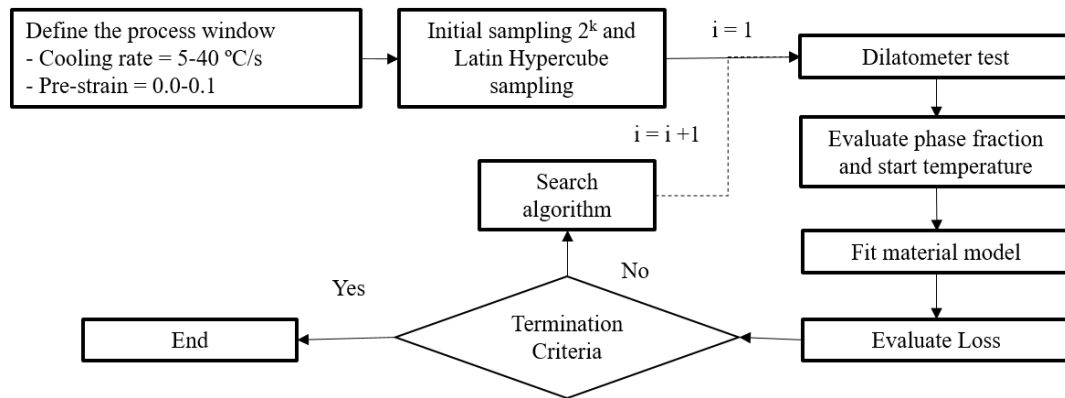 Define the process window
- Cooling rate = 5-40 ºC/s
- Pre-strain = 0.0-0.1
Initial sampling 2ᵏ and
Latin Hypercube
sampling
i = 1
Dilatometer test
i = i +1
Evaluate phase fraction
and start temperature
Search
algorithm
Fit material model
No
Yes
Termination
Criteria
End
Evaluate Loss